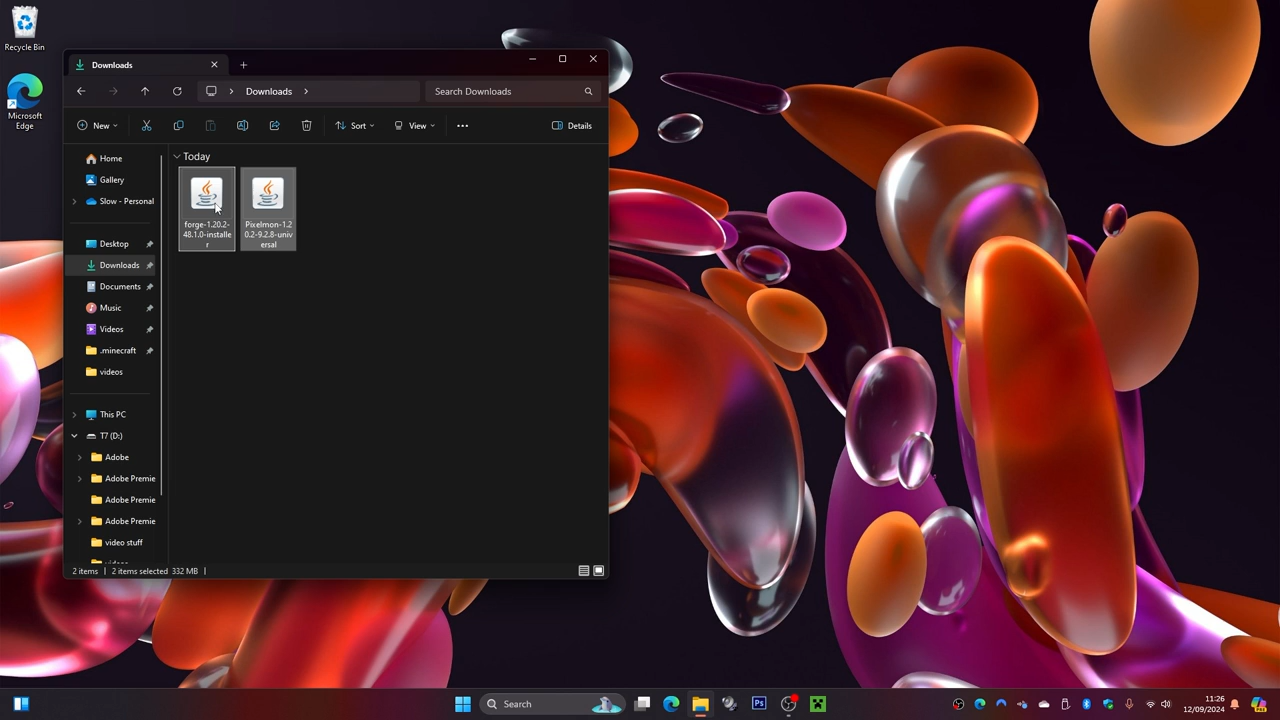 Recycle Bin
Microsoft
Edge
Downloads
Downloads
Search Downloads
New
Sort
View
Details
Home
Gallery
Slow - Personal
Desktop
Downloads
Documents
Music
Videos
.minecraft
videos
This PC
T7 (D:)
Adobe
Adobe Premie
Adobe Premie
Adobe Premie
video stuff
videos
Today
forge-1.20.2-
48.1.0-installe
r
Pixelmon-1.2
0.2-9.2.8-univ
ersal
2 items
2 items selected 332 MB
Search
Ps
11:26
12/09/2024